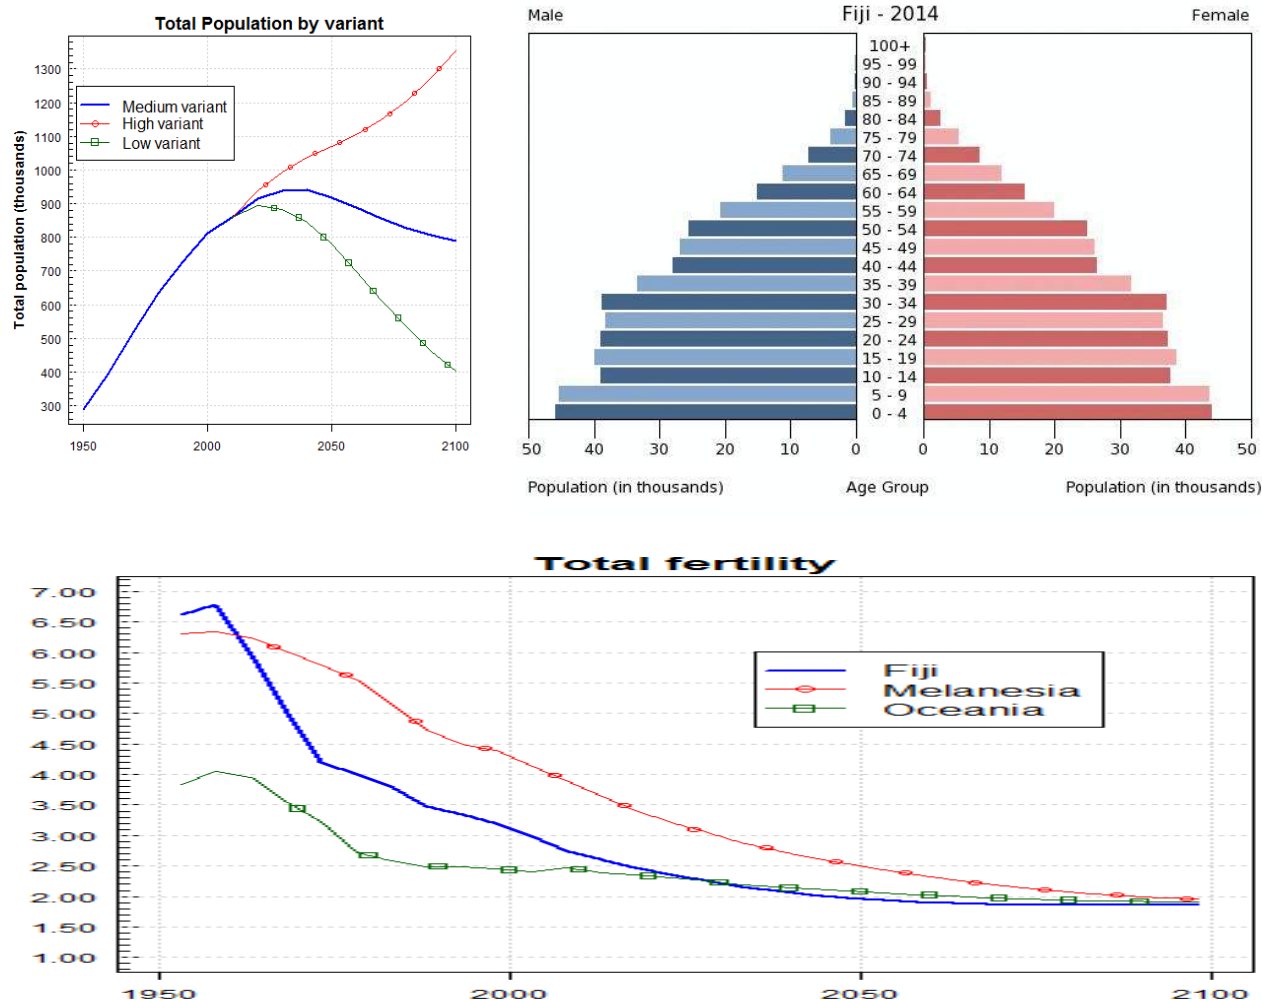 Total Population by variant
Total population (thousands)
1300
1200
1100
1000
900
800
700
600
500
400
300
Medium variant
High variant
Low variant
1950 2000 2050 2100
Male Fiji - 2014 Female
100+
95 - 99
90 - 94
85 - 89
80 - 84
75 - 79
70 - 74
65 - 69
60 - 64
55 - 59
50 - 54
45 - 49
40 - 44
35 - 39
30 - 34
25 - 29
20 - 24
15 - 19
10 - 14
5 - 9
0 - 4
50 40 30 20 10 0 0 10 20 30 40 50
Population (in thousands) Age Group Population (in thousands)
Total fertility
7.00
6.50
6.00
5.50
5.00
4.50
4.00
3.50
3.00
2.50
2.00
1.50
1.00
Fiji
Melanesia
Oceania
1950 2000 2050 2100